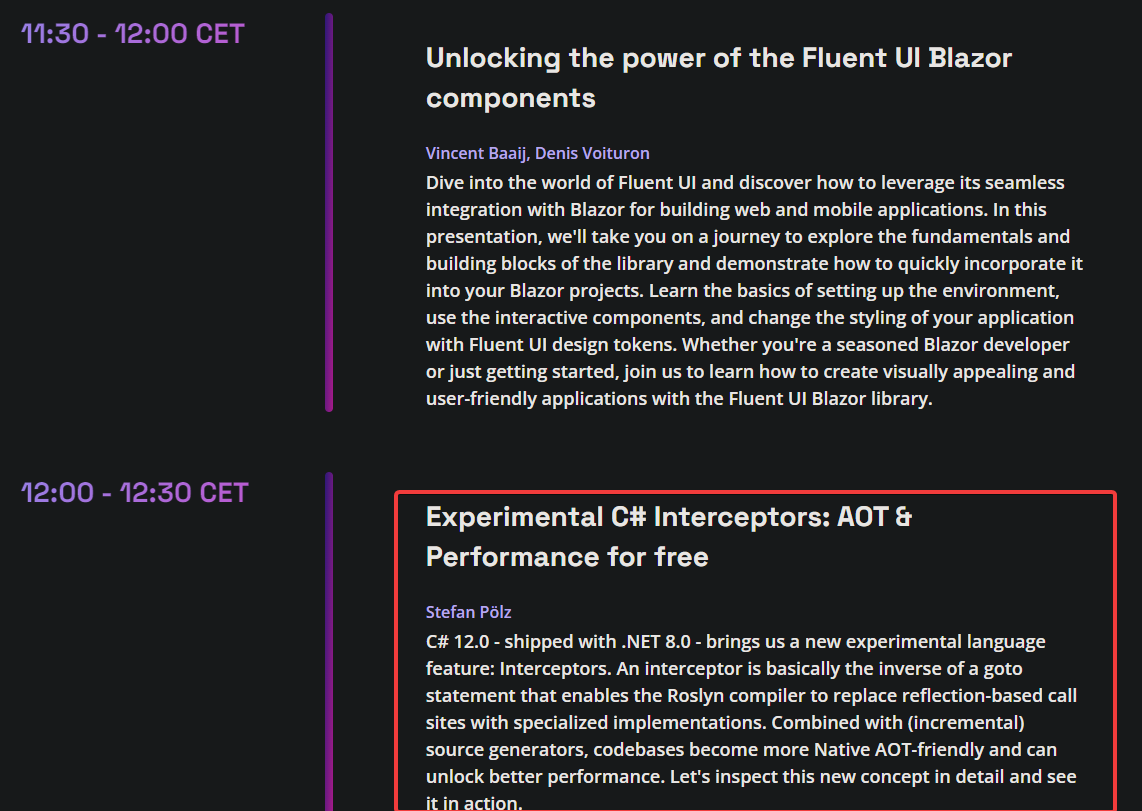 11:30 - 12:00 CET
Unlocking the power of the Fluent UI Blazor
components
Vincent Baaij, Denis Voituron
Dive into the world of Fluent UI and discover how to leverage its seamless
integration with Blazor for building web and mobile applications. In this
presentation, we'll take you on a journey to explore the fundamentals and
building blocks of the library and demonstrate how to quickly incorporate it
into your Blazor projects. Learn the basics of setting up the environment,
use the interactive components, and change the styling of your application
with Fluent UI design tokens. Whether you're a seasoned Blazor developer
or just getting started, join us to learn how to create visually appealing and
user-friendly applications with the Fluent UI Blazor library.
12:00 - 12:30 CET
Experimental C# Interceptors: AOT &
Performance for free
Stefan Pölz
C# 12.0 - shipped with .NET 8.0 - brings us a new experimental language
feature: Interceptors. An interceptor is basically the inverse of a goto
statement that enables the Roslyn compiler to replace reflection-based call
sites with specialized implementations. Combined with (incremental)
source generators, codebases become more Native AOT-friendly and can
unlock better performance. Let's inspect this new concept in detail and see
it in action.